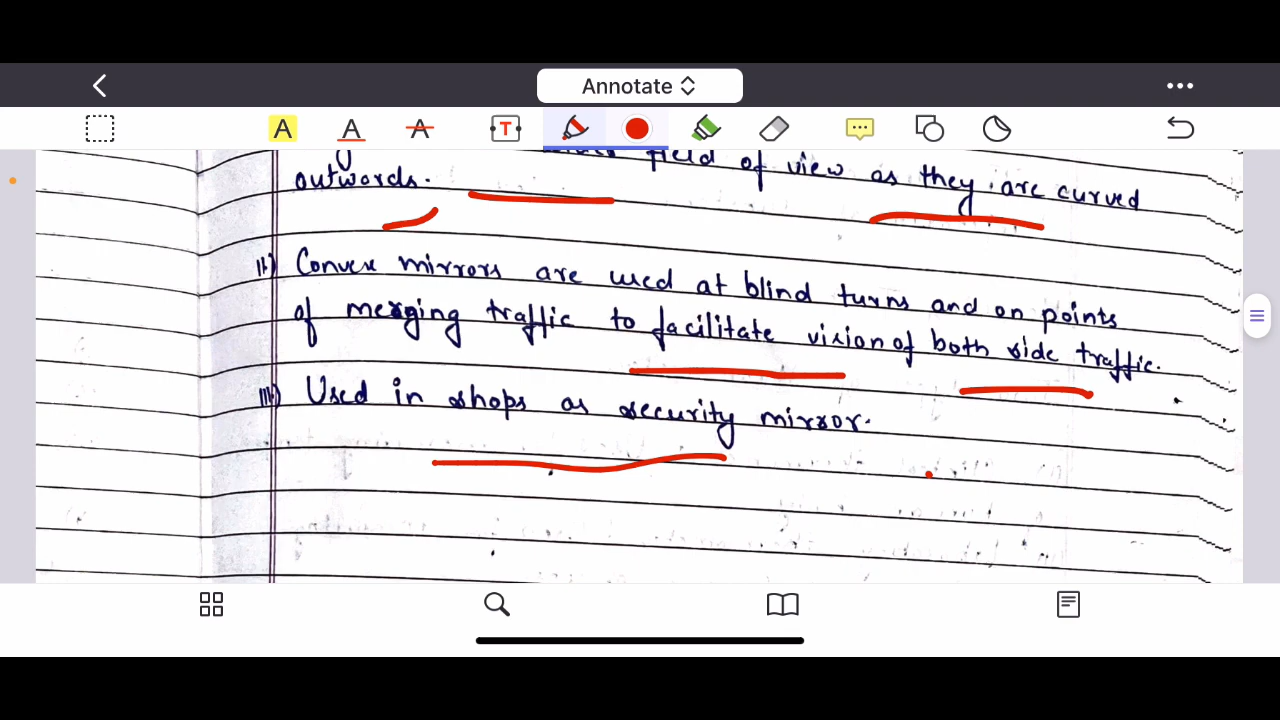 Annotate
A A A T
field of view as they are curved
outwords.
ii) Convex mirrors are used at blind turns and on points
of merging traffic to facilitate vision of both side traffic.
iii) Used in shops as security mirror.